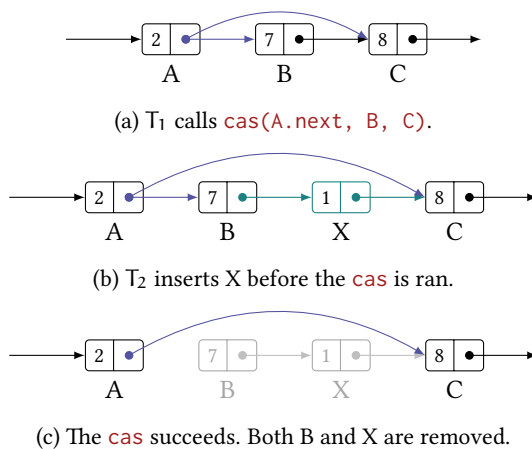 2 7 8
A B C
(a) T₁ calls cas(A.next, B, C).
2 7 1 8
A B X C
(b) T₂ inserts X before the cas is ran.
2 7 1 8
A B X C
(c) The cas succeeds. Both B and X are removed.